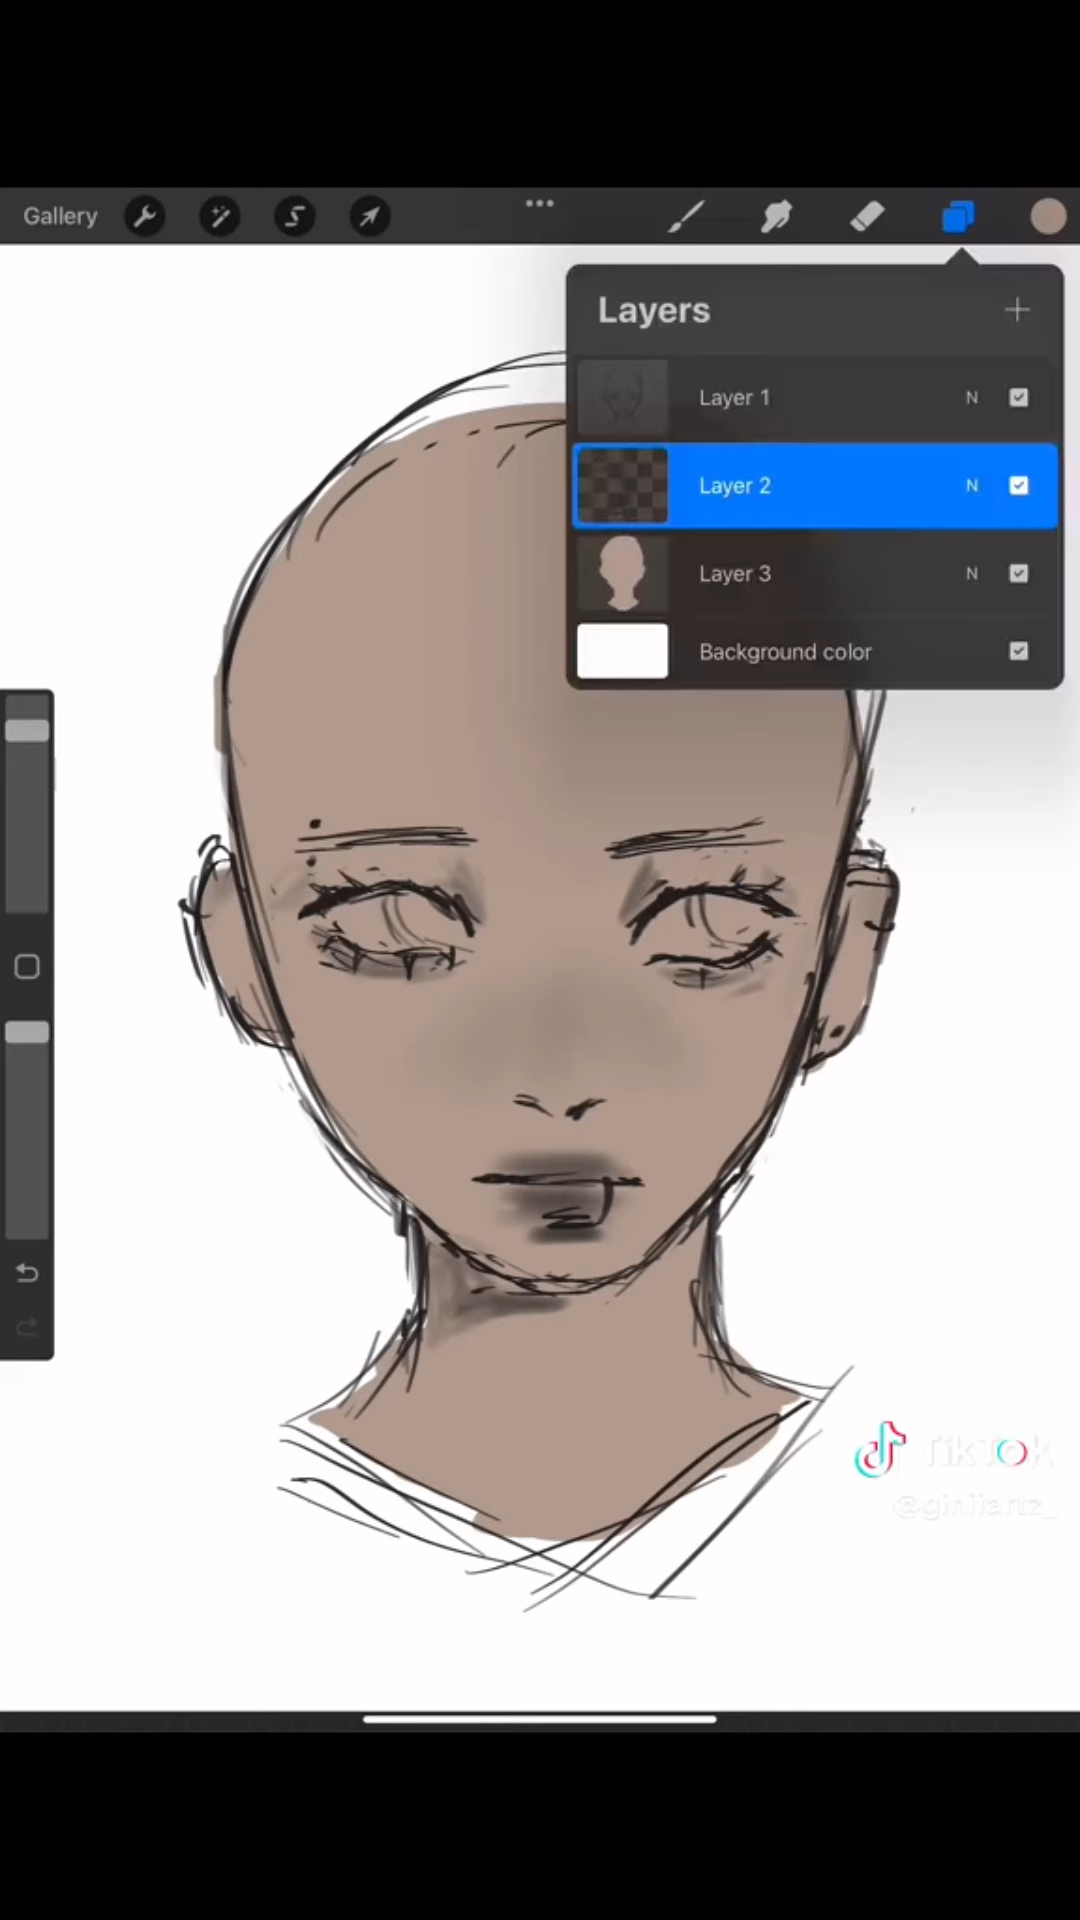 Gallery
Layers
Layer 1 N
Layer 2 N
Layer 3 N
Background color
TikTok